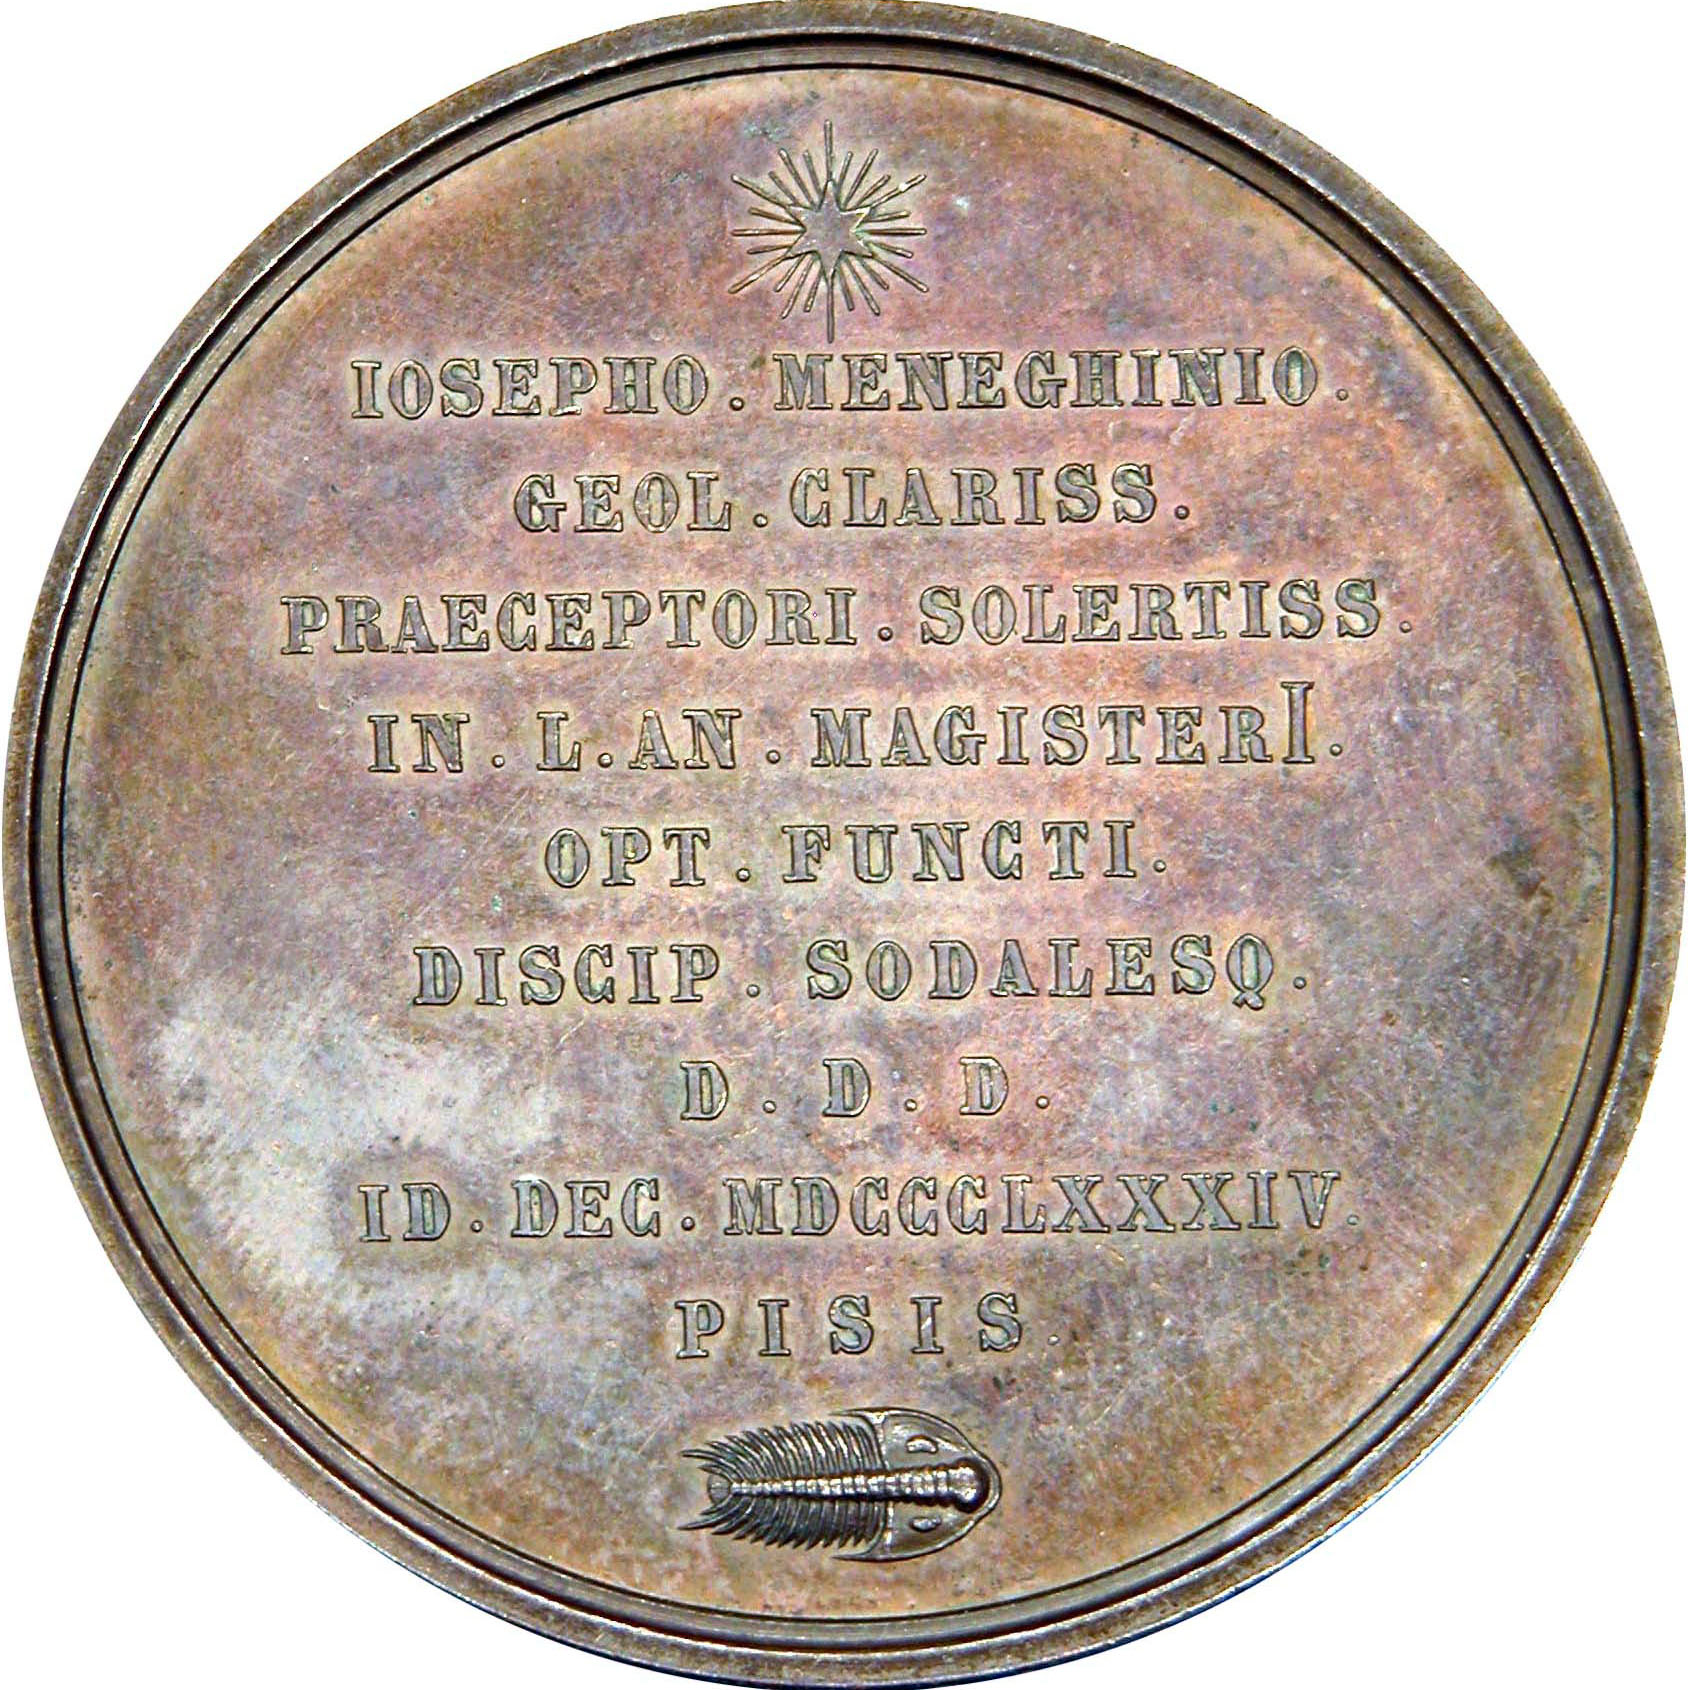 IOSEPHO . MENEGHINIO .
GEOL . CLARISS .
PRAECEPTORI . SOLERTISS .
IN . L . AN . MAGISTERI .
OPT . FUNCTI .
DISCIP . SODALESQ .
D . D . D .
ID . DEC . MDCCCLXXXIV .
PISIS .